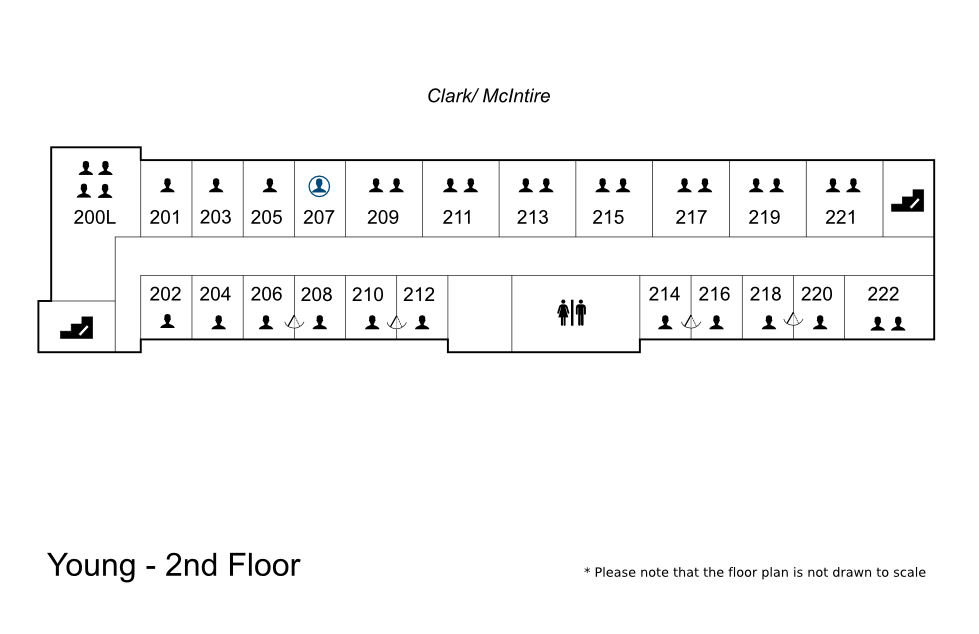 Clark/ McIntire
200L 201 203 205 207 209 211 213 215 217 219 221
202 204 206 208 210 212 214 216 218 220 222
Young - 2nd Floor
* Please note that the floor plan is not drawn to scale